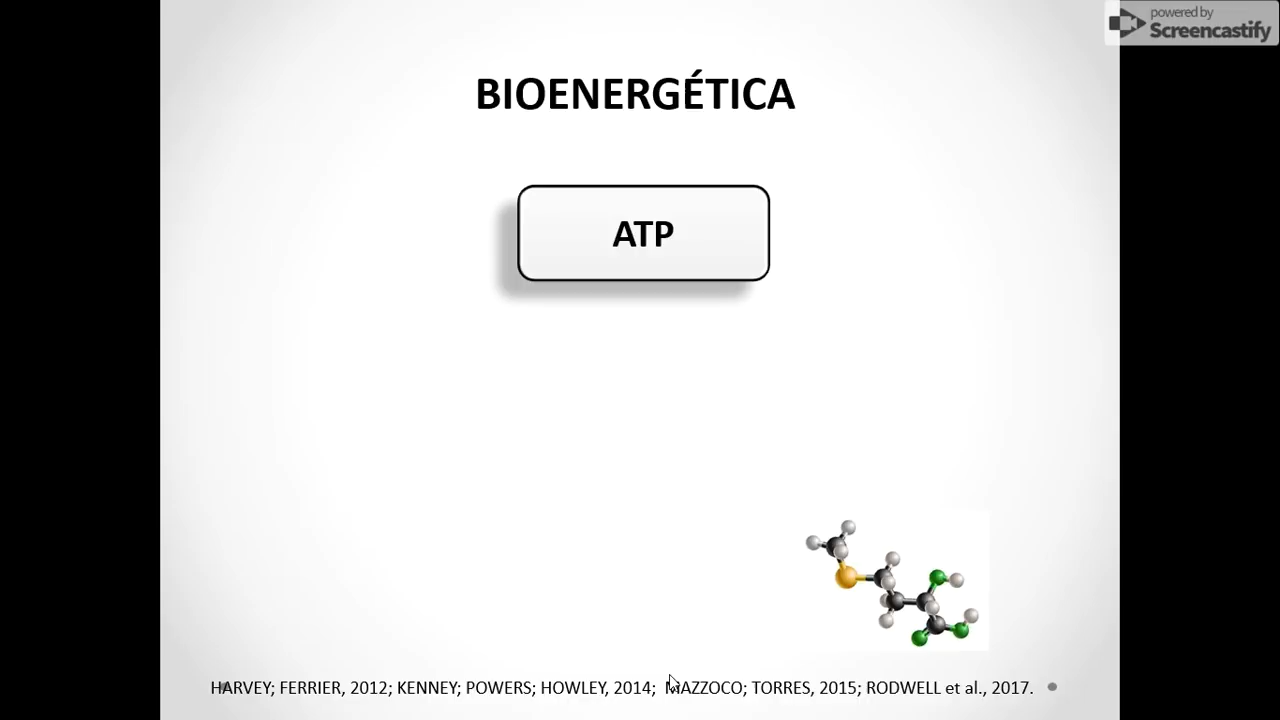 powered by
Screencastify
BIOENERGÉTICA
ATP
HARVEY; FERRIER, 2012; KENNEY; POWERS; HOWLEY, 2014; MAZZOCO; TORRES, 2015; RODWELL et al., 2017.